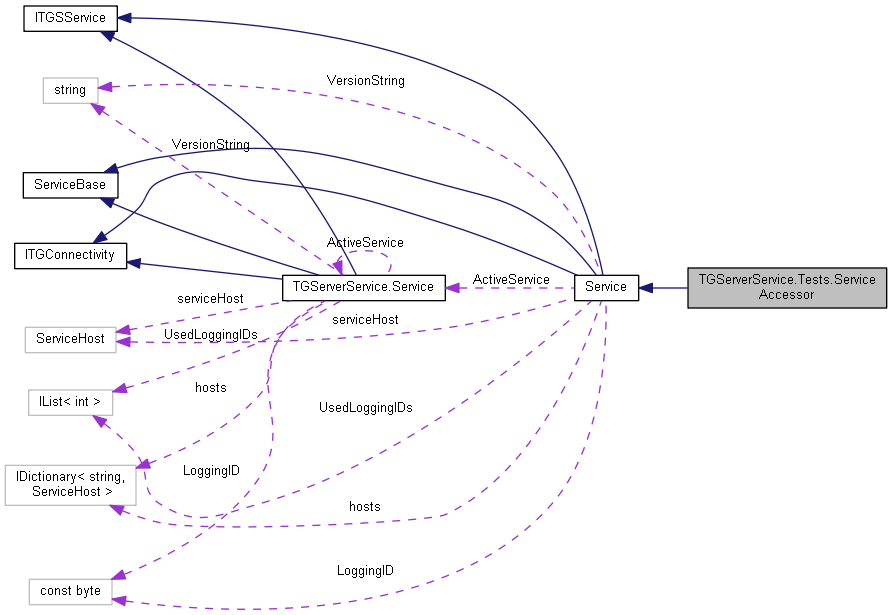 ITGSService
string
VersionString
VersionString
ServiceBase
ITGConnectivity
ActiveService
TGServerService.Service
ActiveService
Service
TGServerService.Tests.Service
Accessor
serviceHost
serviceHost
ServiceHost
UsedLoggingIDs
IList< int >
hosts
UsedLoggingIDs
IDictionary< string,
ServiceHost >
LoggingID
hosts
LoggingID
const byte